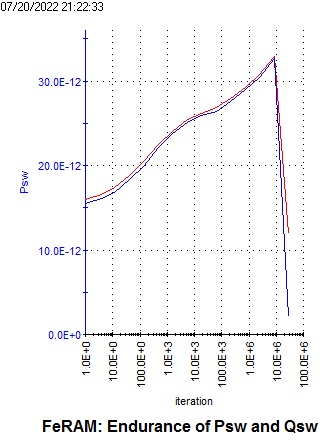 07/20/2022 21:22:33
30.0E-12
20.0E-12
Psw
10.0E-12
0.0E+0
1.0E+0
10.0E+0
100.0E+0
1.0E+3
10.0E+3
100.0E+3
1.0E+6
10.0E+6
100.0E+6
iteration
FeRAM: Endurance of Psw and Qsw